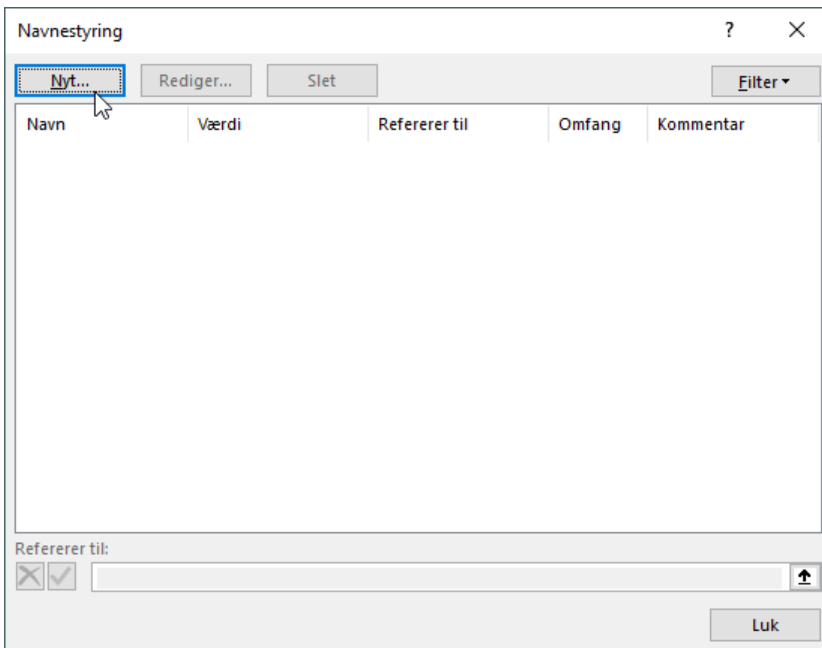 Navnestyring
Nyt... Rediger... Slet Filter
Navn Værdi Refererer til Omfang Kommentar
Refererer til:
Luk